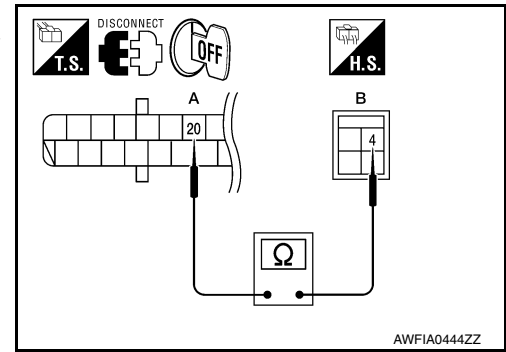 DISCONNECT
OFF
T.S.
H.S.
A
B
20
4
Ω
AWFIA0444ZZ